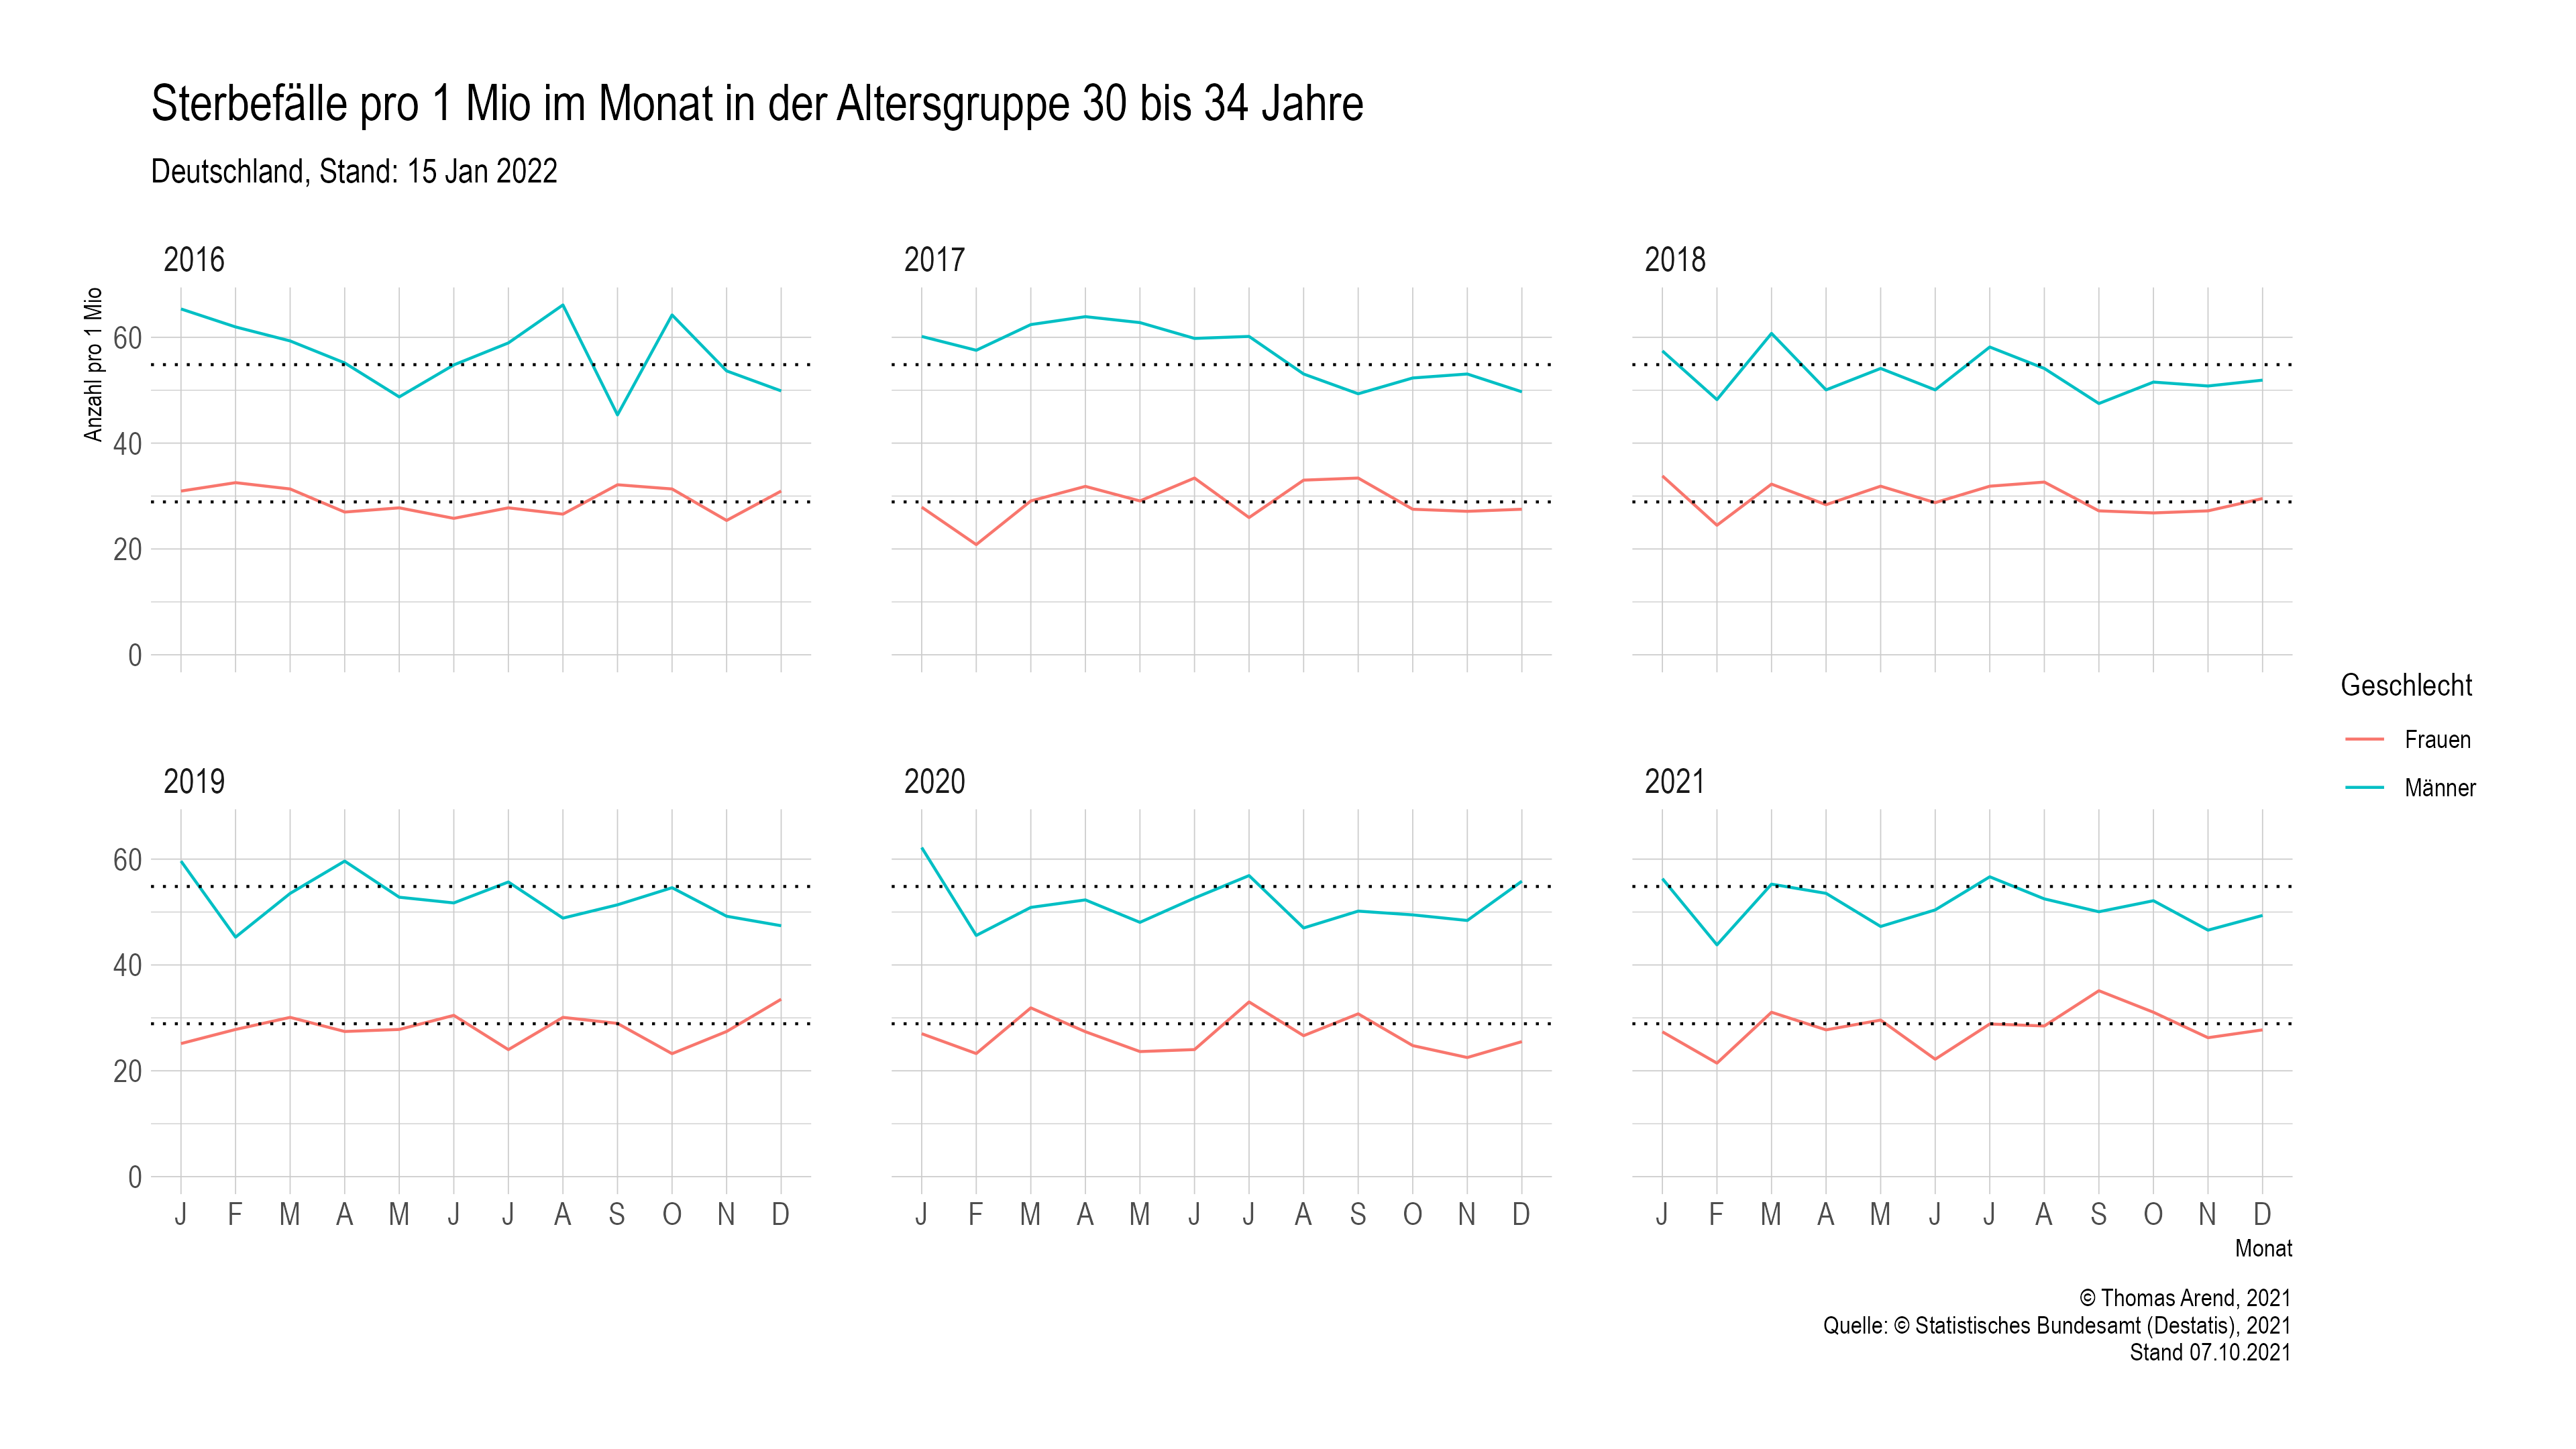 Sterbefälle pro 1 Mio im Monat in der Altersgruppe 30 bis 34 Jahre
Deutschland, Stand: 15 Jan 2022
2016
2017
2018
Anzahl pro 1 Mio
60
40
20
0
Geschlecht
Frauen
Männer
2019
2020
2021
60
40
20
0
J F M A M J J A S O N D
J F M A M J J A S O N D
J F M A M J J A S O N D
Monat
© Thomas Arend, 2021
Quelle: © Statistisches Bundesamt (Destatis), 2021
Stand 07.10.2021